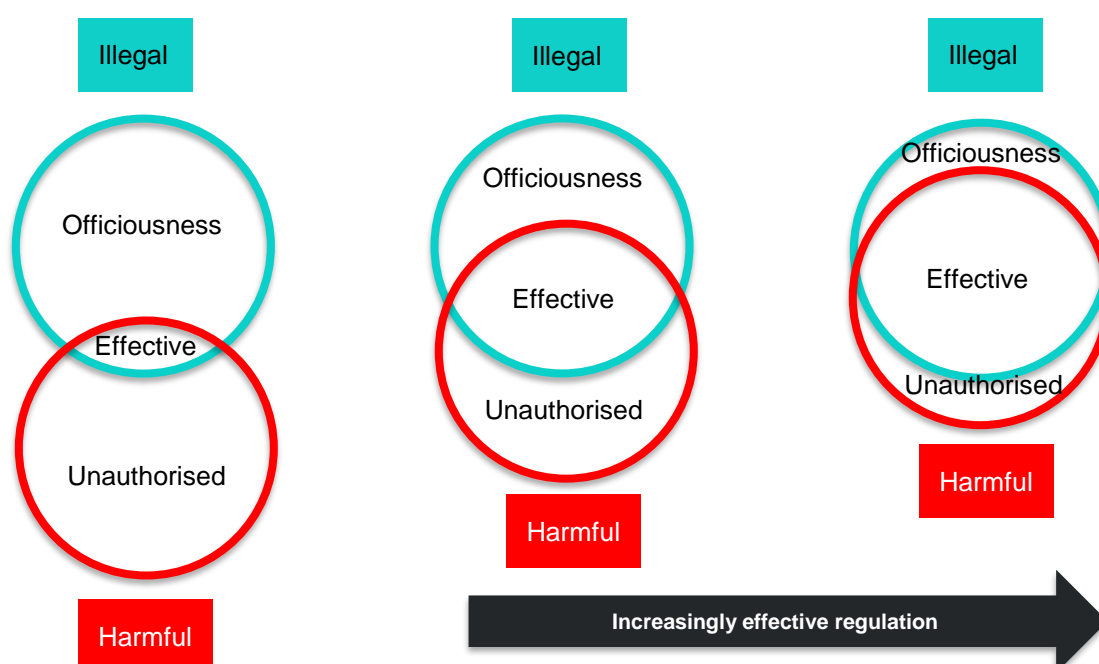 Illegal
Officiousness
Effective
Unauthorised
Harmful
Illegal
Officiousness
Effective
Unauthorised
Harmful
Illegal
Officiousness
Effective
Unauthorised
Harmful
Increasingly effective regulation